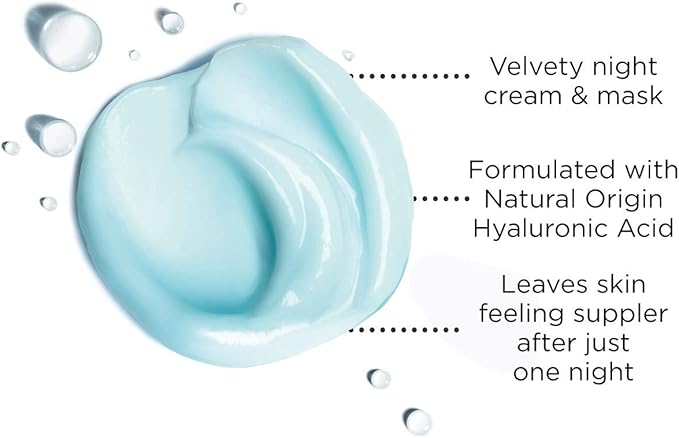 Velvety night
cream & mask
Formulated with
Natural Origin
Hyaluronic Acid
Leaves skin
feeling suppler
after just
one night